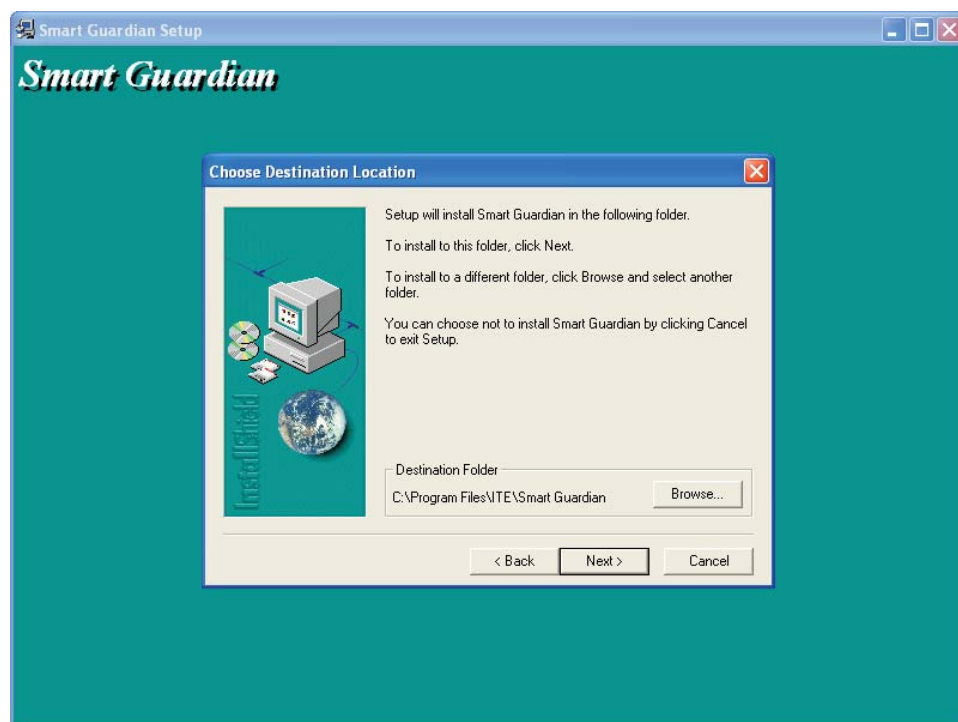 Smart Guardian Setup
Smart Guardian
Choose Destination Location
Setup will install Smart Guardian in the following folder.
To install to this folder, click Next.
To install to a different folder, click Browse and select another
folder.
You can choose not to install Smart Guardian by clicking Cancel
to exit Setup.
InstallShield
Destination Folder
C:\Program Files\ITE\Smart Guardian
Browse...
< Back
Next >
Cancel